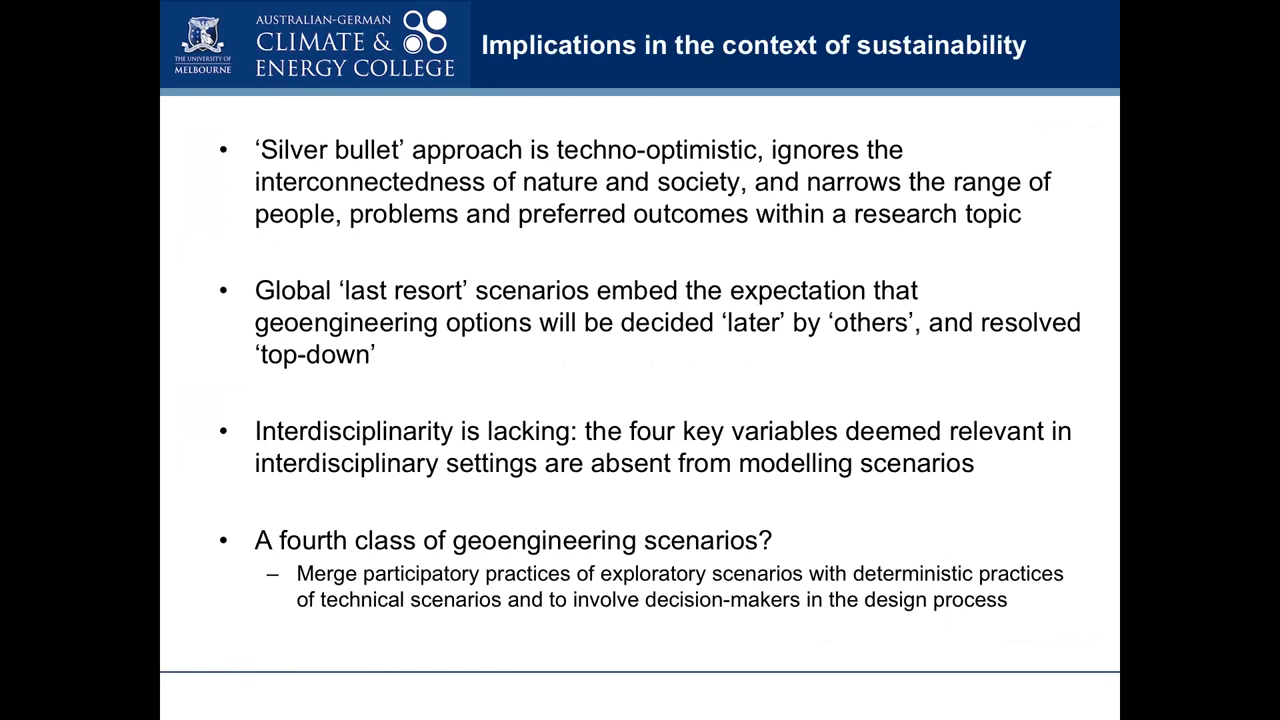 THE UNIVERSITY OF
MELBOURNE
AUSTRALIAN-GERMAN
CLIMATE &
ENERGY COLLEGE
Implications in the context of sustainability
• ‘Silver bullet’ approach is techno-optimistic, ignores the
interconnectedness of nature and society, and narrows the range of
people, problems and preferred outcomes within a research topic
• Global ‘last resort’ scenarios embed the expectation that
geoengineering options will be decided ‘later’ by ‘others’, and resolved
‘top-down’
• Interdisciplinarity is lacking: the four key variables deemed relevant in
interdisciplinary settings are absent from modelling scenarios
• A fourth class of geoengineering scenarios?
– Merge participatory practices of exploratory scenarios with deterministic practices
of technical scenarios and to involve decision-makers in the design process